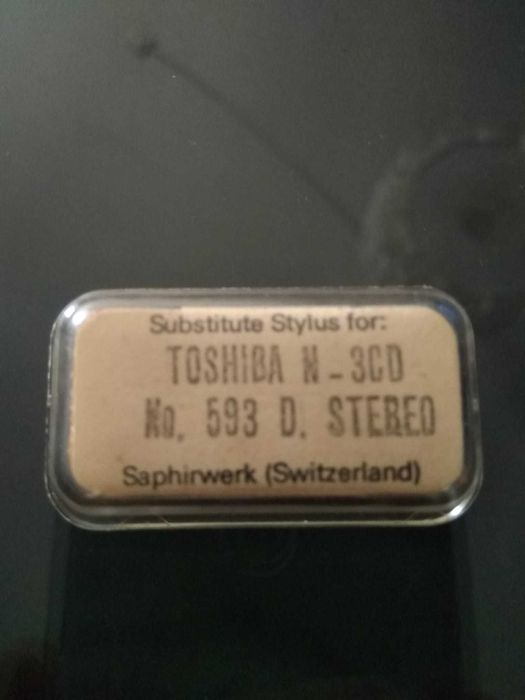 Substitute Stylus for:
TOSHIBA N-3CD
No. 593 D. STEREO
Saphirwerk (Switzerland)